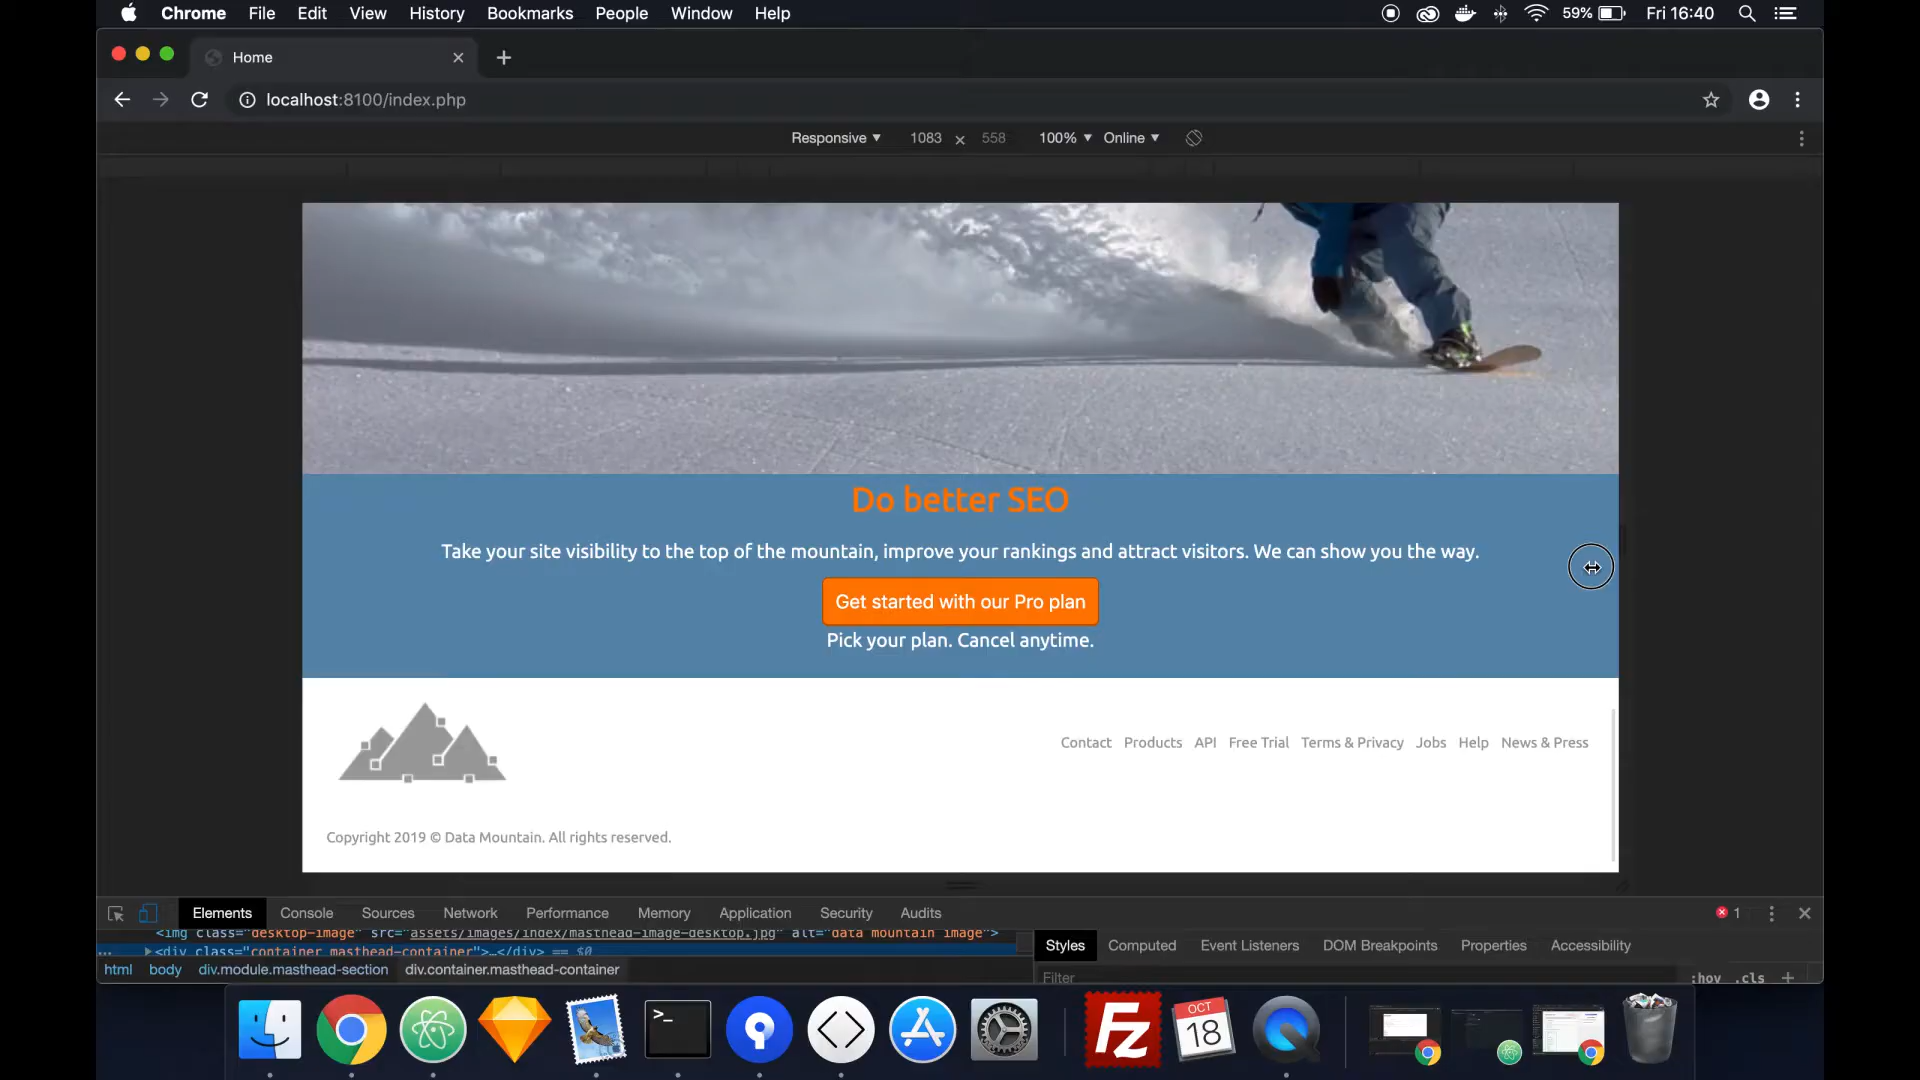 Chrome File Edit View History Bookmarks People Window Help 59% Fri 16:40
Home
localhost:8100/index.php
Responsive 1083 x 558 100% Online
Do better SEO
Take your site visibility to the top of the mountain, improve your rankings and attract visitors. We can show you the way.
Get started with our Pro plan
Pick your plan. Cancel anytime.
Contact Products API Free Trial Terms & Privacy Jobs Help News & Press
Copyright 2019 © Data Mountain. All rights reserved.
Elements Console Sources Network Performance Memory Application Security Audits 1
<img class="desktop-image" src="assets/images/index/masthead-image-desktop.jpg" alt="data mountain image">
... <div class="container masthead-container">…</div> == $0
Styles Computed Event Listeners DOM Breakpoints Properties Accessibility
html body div.module.masthead-section div.container.masthead-container
Filter :hov .cls +
>_
Fz
OCT
18